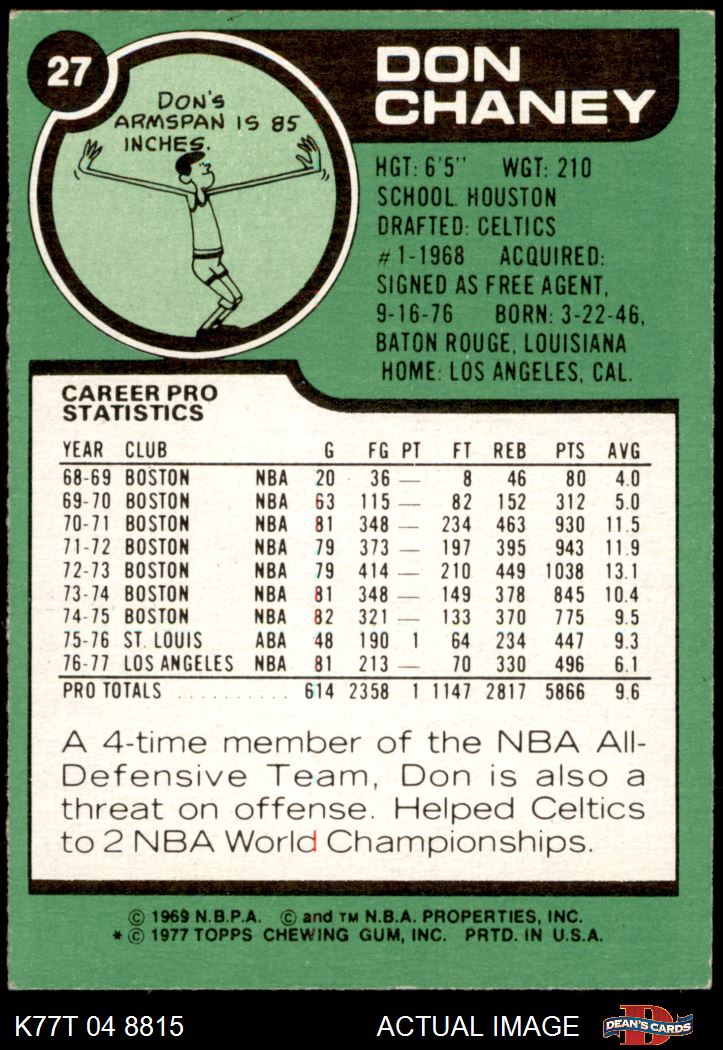 27
DON'S
ARMSPAN IS 85
INCHES.
DON
CHANEY
HGT: 6'5" WGT: 210
SCHOOL. HOUSTON
DRAFTED: CELTICS
#1-1968 ACQUIRED:
SIGNED AS FREE AGENT,
9-16-76 BORN: 3-22-46,
BATON ROUGE, LOUISIANA
HOME: LOS ANGELES, CAL.
CAREER PRO
STATISTICS
YEAR CLUB G FG PT FT REB PTS AVG
68-69 BOSTON NBA 20 36 — 8 46 80 4.0
69-70 BOSTON NBA 63 115 — 82 152 312 5.0
70-71 BOSTON NBA 81 348 — 234 463 930 11.5
71-72 BOSTON NBA 79 373 — 197 395 943 11.9
72-73 BOSTON NBA 79 414 — 210 449 1038 13.1
73-74 BOSTON NBA 81 348 — 149 378 845 10.4
74-75 BOSTON NBA 82 321 — 133 370 775 9.5
75-76 ST. LOUIS ABA 48 190 1 64 234 447 9.3
76-77 LOS ANGELES NBA 81 213 — 70 330 496 6.1
PRO TOTALS .......... 614 2358 1 1147 2817 5866 9.6
A 4-time member of the NBA All-
Defensive Team, Don is also a
threat on offense. Helped Celtics
to 2 NBA World Championships.
© 1969 N.B.P.A. © and TM N.B.A. PROPERTIES, INC.
* © 1977 TOPPS CHEWING GUM, INC. PRTD. IN U.S.A.
K77T 04 8815 ACTUAL IMAGE
D
DEAN'S CARDS